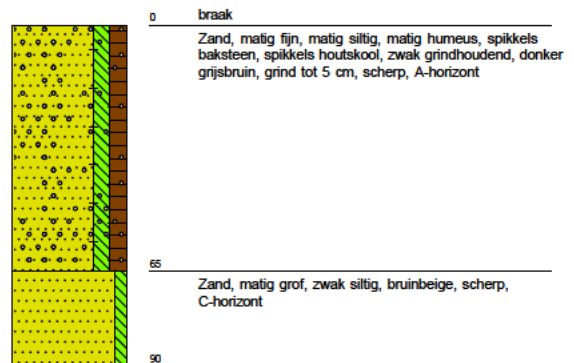 0 braak
Zand, matig fijn, matig siltig, matig humeus, spikkels
baksteen, spikkels houtskool, zwak grindhoudend, donker
grijsbruin, grind tot 5 cm, scherp, A-horizont
65
Zand, matig grof, zwak siltig, bruinbeige, scherp,
C-horizont
90